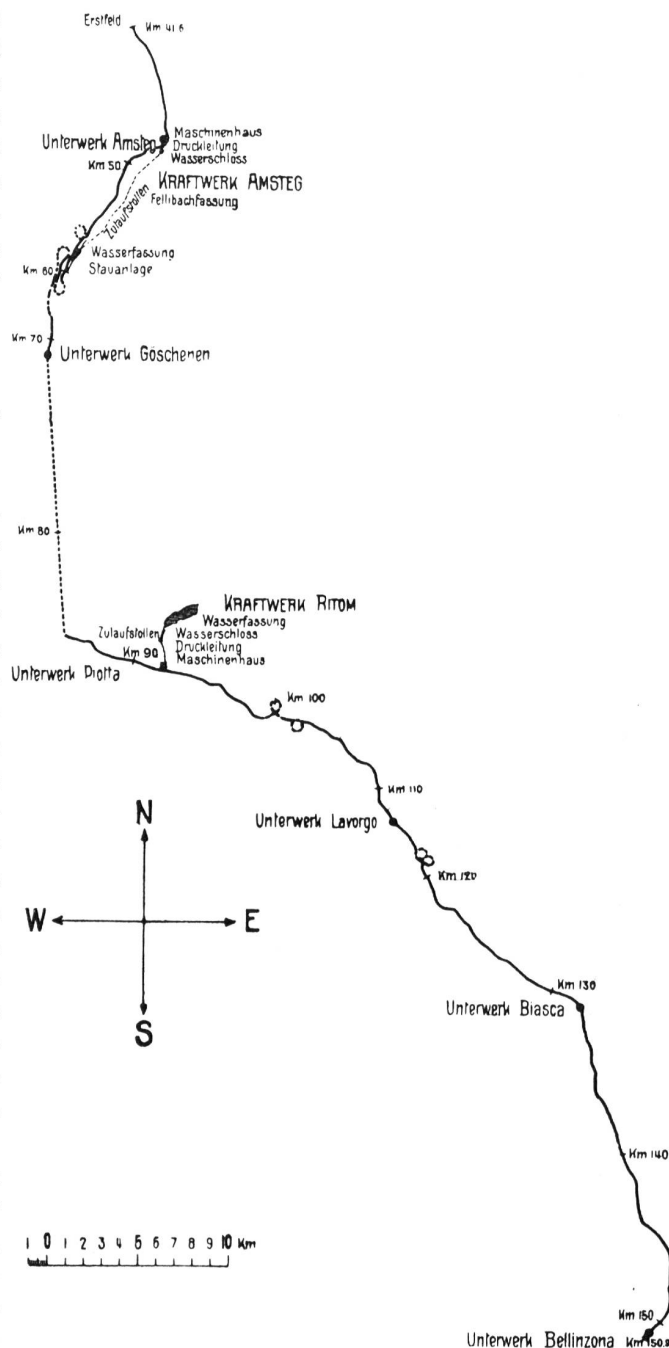 Erstfeld
Km 41.6
Unterwerk Amsteg
Maschinenhaus
Druckleitung
Wasserschloss
Km 50
KRAFTWERK AMSTEG
Zulaufstollen
Fellibachfassung
Wasserfassung
Km 60
Stauanlage
Km 70
Unterwerk Göschenen
Km 80
KRAFTWERK RITOM
Wasserfassung
Zulaufstollen
Wasserschloss
Druckleitung
Km 90
Maschinenhaus
Unterwerk Piotta
Km 100
Km 110
Unterwerk Lavorgo
Km 120
N
W
E
S
Km 130
Unterwerk Biasca
Km 140
1 0 1 2 3 4 5 6 7 8 9 10 Km
Km 150
Unterwerk Bellinzona